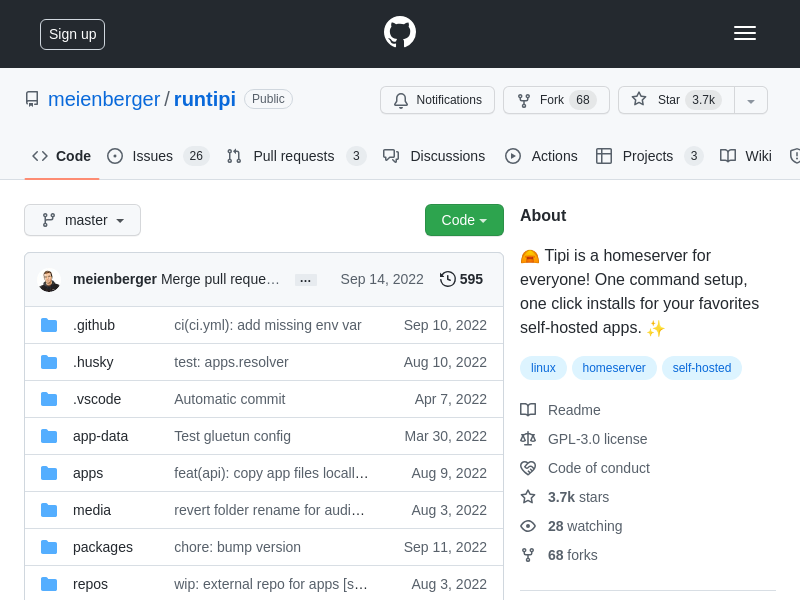 Sign up
meienberger / runtipi Public
Notifications Fork 68 Star 3.7k
Code Issues 26 Pull requests 3 Discussions Actions Projects 3 Wiki
master Code
meienberger Merge pull reque… … Sep 14, 2022 595
.github ci(ci.yml): add missing env var Sep 10, 2022
.husky test: apps.resolver Aug 10, 2022
.vscode Automatic commit Apr 7, 2022
app-data Test gluetun config Mar 30, 2022
apps feat(api): copy app files locall… Aug 9, 2022
media revert folder rename for audi… Aug 3, 2022
packages chore: bump version Sep 11, 2022
repos wip: external repo for apps [s… Aug 3, 2022
About
Tipi is a homeserver for
everyone! One command setup,
one click installs for your favorites
self-hosted apps. ✨
linux homeserver self-hosted
Readme
GPL-3.0 license
Code of conduct
3.7k stars
28 watching
68 forks